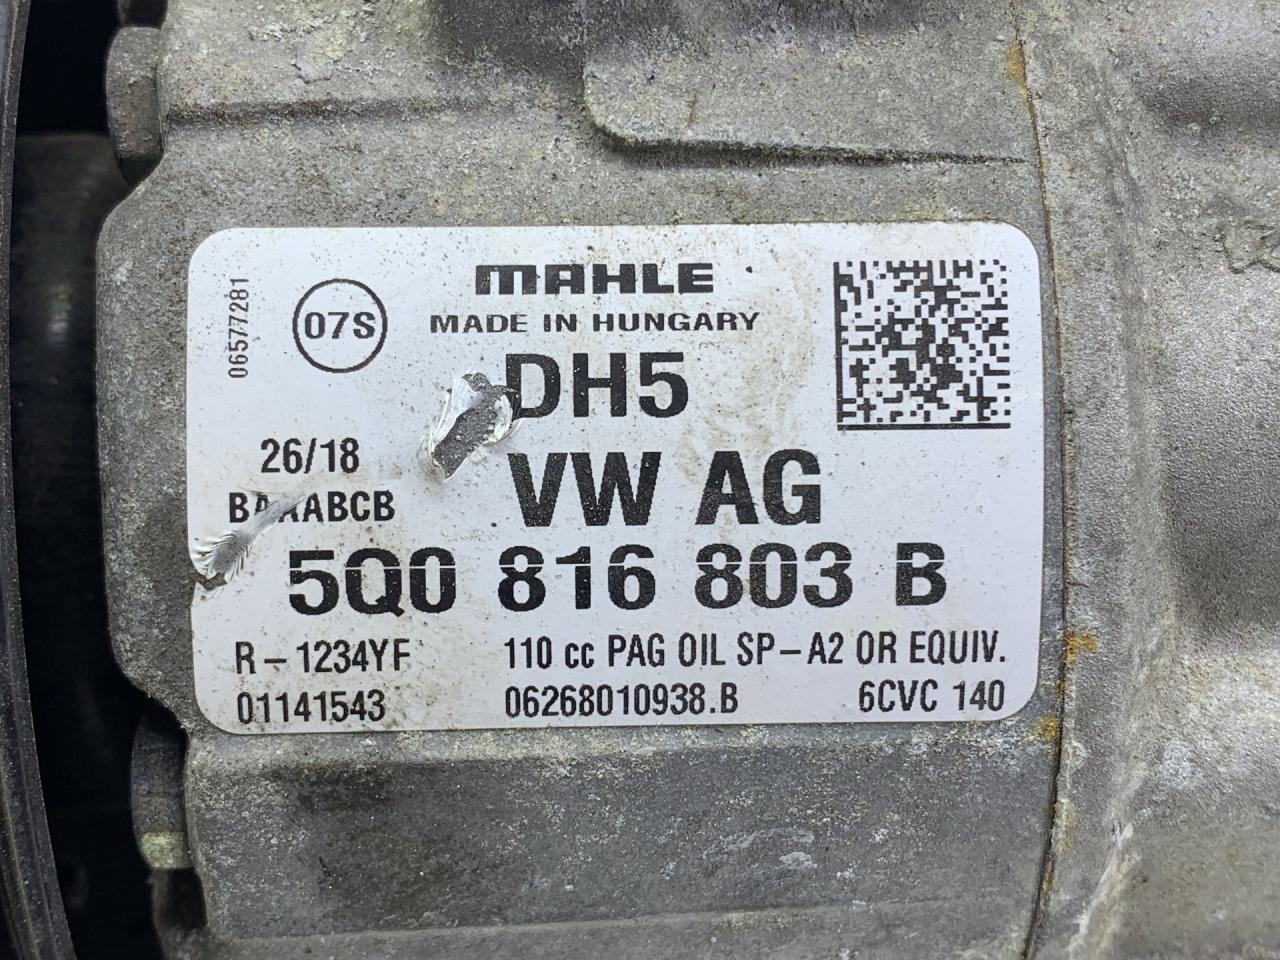 MAHLE
MADE IN HUNGARY
06577281
07S
DH5
26/18
VW AG
BAAABCB
5Q0 816 803 B
R-1234YF 110 cc PAG OIL SP-A2 OR EQUIV.
01141543 06268010938.B 6CVC 140